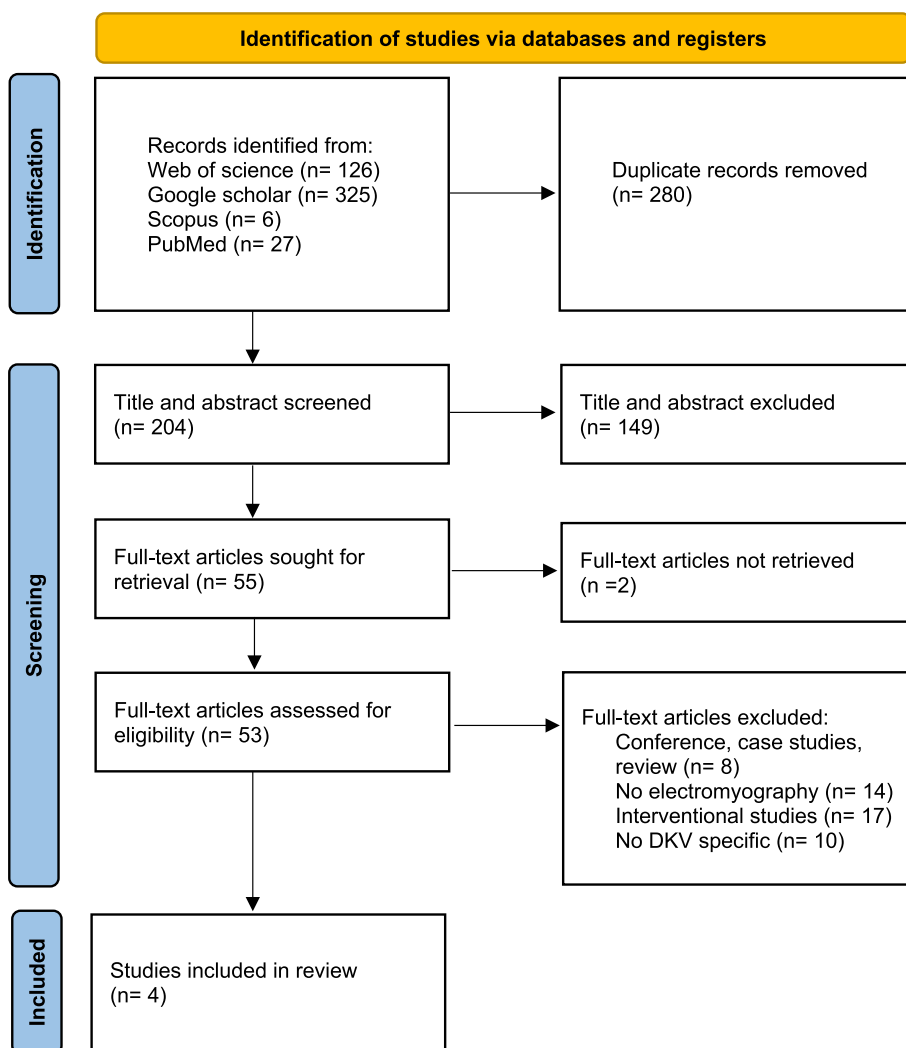 Identification of studies via databases and registers
Identification
Records identified from:
Web of science (n= 126)
Google scholar (n= 325)
Scopus (n= 6)
PubMed (n= 27)
Duplicate records removed
(n= 280)
Screening
Title and abstract screened
(n= 204)
Title and abstract excluded
(n= 149)
Full-text articles sought for
retrieval (n= 55)
Full-text articles not retrieved
(n =2)
Full-text articles assessed for
eligibility (n= 53)
Full-text articles excluded:
Conference, case studies,
review (n= 8)
No electromyography (n= 14)
Interventional studies (n= 17)
No DKV specific (n= 10)
Included
Studies included in review
(n= 4)